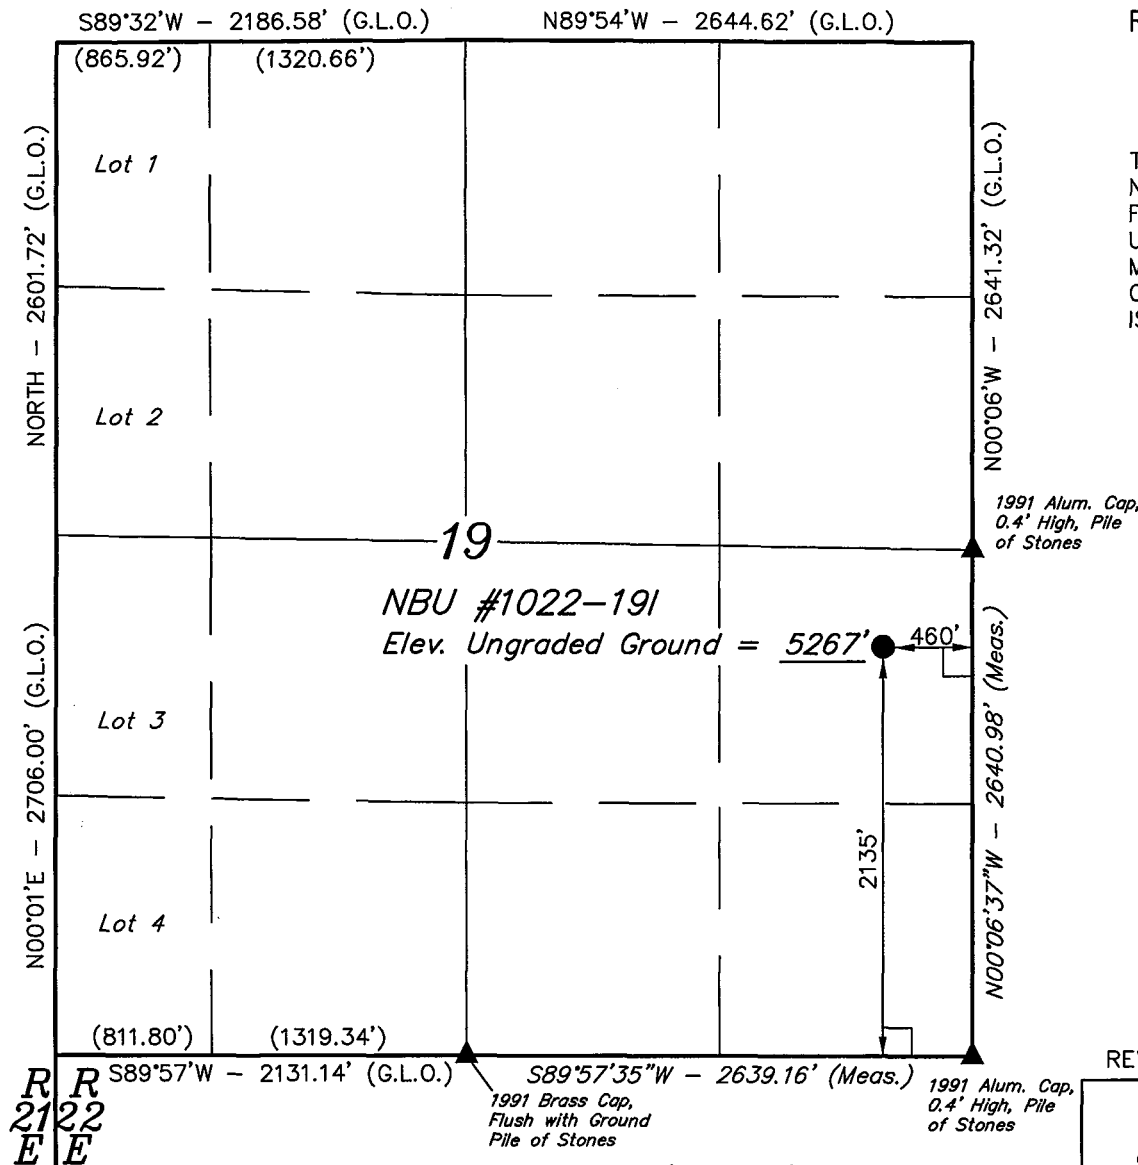 S89°32'W - 2186.58' (G.L.O.)
N89°54'W - 2644.62' (G.L.O.)
(865.92')
(1320.66')
Lot 1
NORTH - 2601.72' (G.L.O.)
N00°06'W - 2641.32' (G.L.O.)
Lot 2
1991 Alum. Cap,
0.4' High, Pile
of Stones
19
NBU #1022-19I
Elev. Ungraded Ground = 5267'
460'
Lot 3
N00°01'E - 2706.00' (G.L.O.)
N00°06'37"W - 2640.98' (Meas.)
2135'
Lot 4
(811.80')
(1319.34')
S89°57'W - 2131.14' (G.L.O.)
S89°57'35"W - 2639.16' (Meas.)
1991 Brass Cap,
Flush with Ground
Pile of Stones
1991 Alum. Cap,
0.4' High, Pile
of Stones
R R
21 22
E E